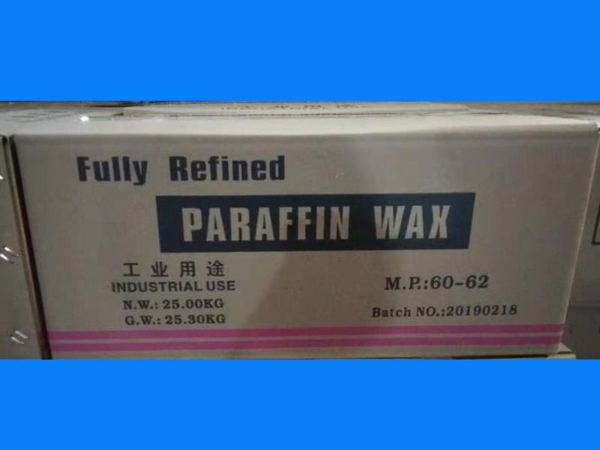 Fully Refined
PARAFFIN WAX
工业用途
INDUSTRIAL USE
N.W.: 25.00KG
G.W.: 25.30KG
M.P.:60-62
Batch NO.:20190218